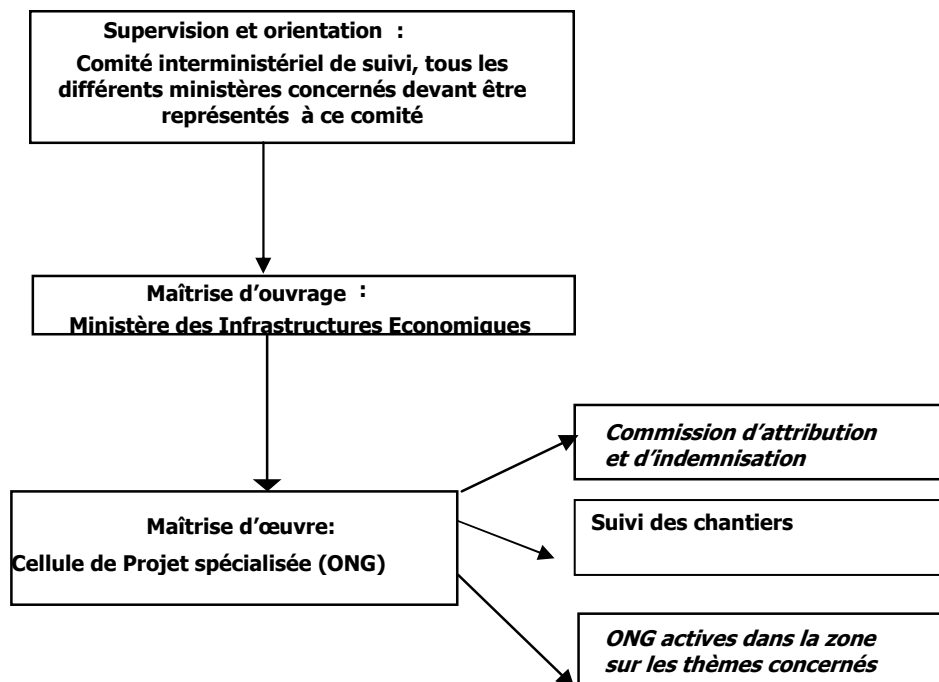 Supervision et orientation :
Comité interministériel de suivi, tous les
différents ministères concernés devant être
représentés à ce comité
Maîtrise d’ouvrage :
Ministère des Infrastructures Economiques
Commission d’attribution
et d’indemnisation
Maîtrise d’œuvre:
Cellule de Projet spécialisée (ONG)
Suivi des chantiers
ONG actives dans la zone
sur les thèmes concernés